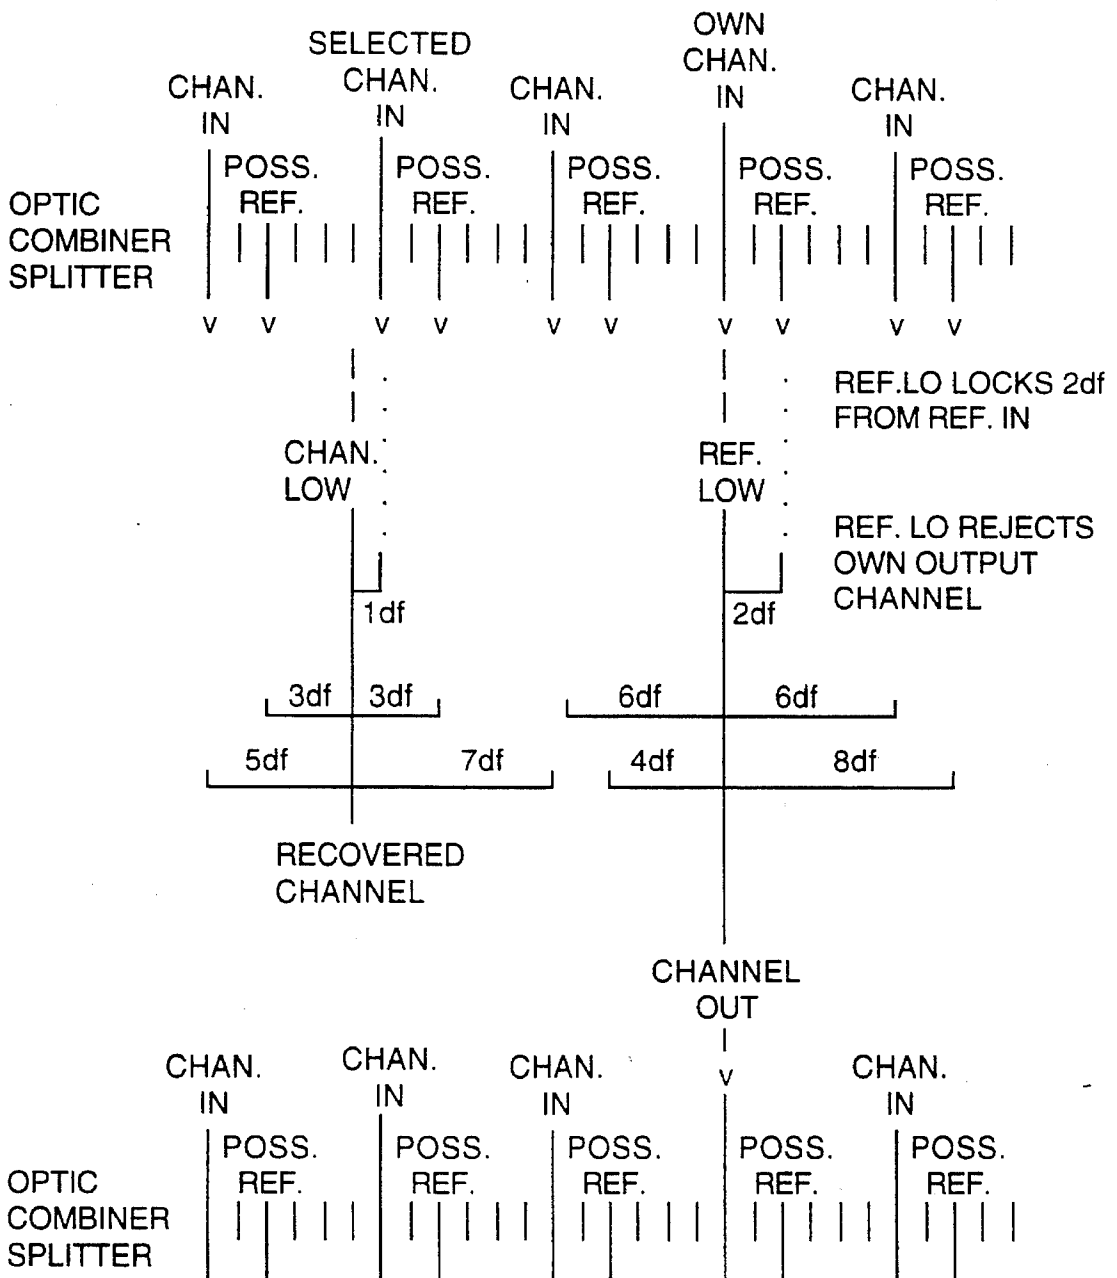 OWN
CHAN.
IN
SELECTED
CHAN.
IN
CHAN.
IN
CHAN.
IN
CHAN.
IN
POSS.
REF.
POSS.
REF.
POSS.
REF.
POSS.
REF.
POSS.
REF.
OPTIC
COMBINER
SPLITTER
v v v v v v v v v v
REF.LO LOCKS 2df
FROM REF. IN
CHAN.
LOW
REF.
LOW
REF. LO REJECTS
OWN OUTPUT
CHANNEL
1df
2df
3df 3df 6df 6df
5df 7df 4df 8df
RECOVERED
CHANNEL
CHANNEL
OUT
v
CHAN.
IN
CHAN.
IN
CHAN.
IN
CHAN.
IN
POSS.
REF.
POSS.
REF.
POSS.
REF.
POSS.
REF.
POSS.
REF.
OPTIC
COMBINER
SPLITTER